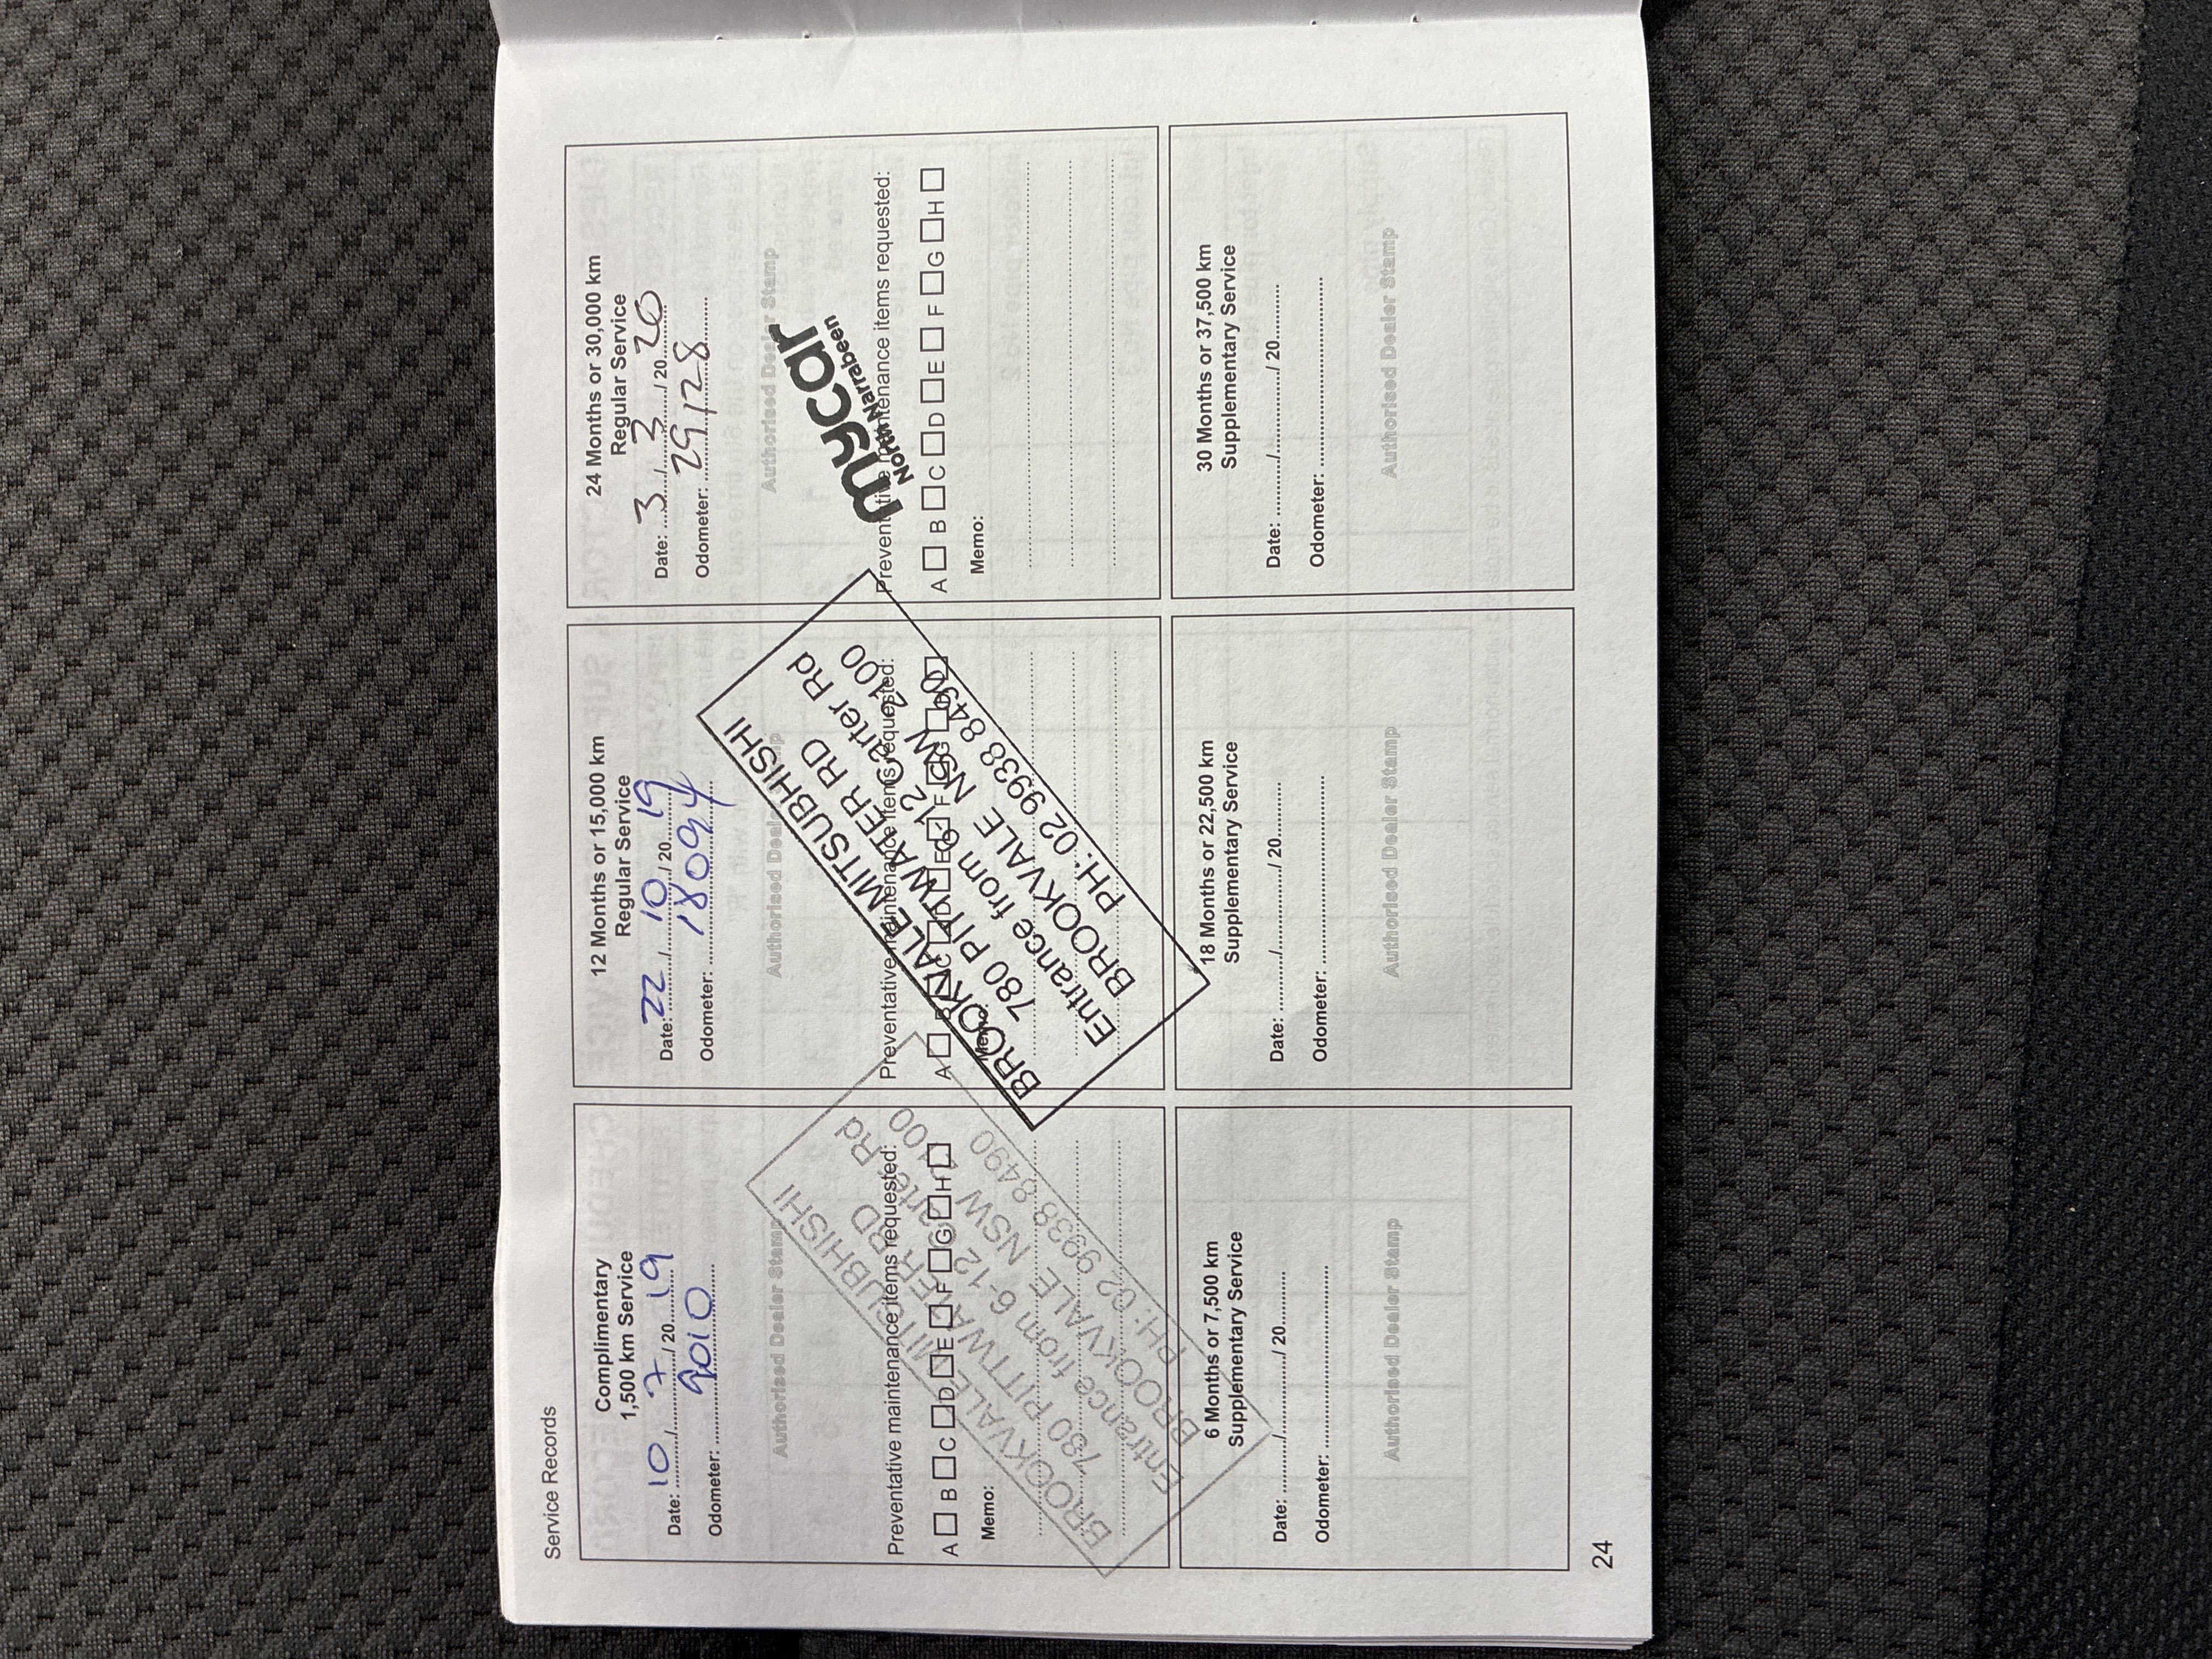 Service Records
Complimentary
1,500 km Service
Date: 10 / 7 / 20 19
Odometer: 9010
Authorised Dealer Stamp
Preventative maintenance items requested:
A B C D E F G H
Memo:
BROOKVALE MITSUBHISHI
780 PITTWATER RD
Entrance from 6-12 Carter Rd
BROOKVALE NSW 2100
PH: 02 9938 8490
12 Months or 15,000 km
Regular Service
Date: 22 / 10 / 20 19
Odometer: 18094
Authorised Dealer Stamp
Preventative maintenance items requested:
A B C D E F G H
Memo:
BROOKVALE MITSUBHISHI
780 PITTWATER RD
Entrance from 6-12 Carter Rd
BROOKVALE NSW 2100
PH: 02 9938 8490
24 Months or 30,000 km
Regular Service
Date: 3 / 3 / 20 20
Odometer: 29128
Authorised Dealer Stamp
mycar
North Narrabeen
Preventative maintenance items requested:
A B C D E F G H
Memo:
6 Months or 7,500 km
Supplementary Service
Date: / / 20
Odometer:
Authorised Dealer Stamp
18 Months or 22,500 km
Supplementary Service
Date: / / 20
Odometer:
Authorised Dealer Stamp
30 Months or 37,500 km
Supplementary Service
Date: / / 20
Odometer:
Authorised Dealer Stamp
24